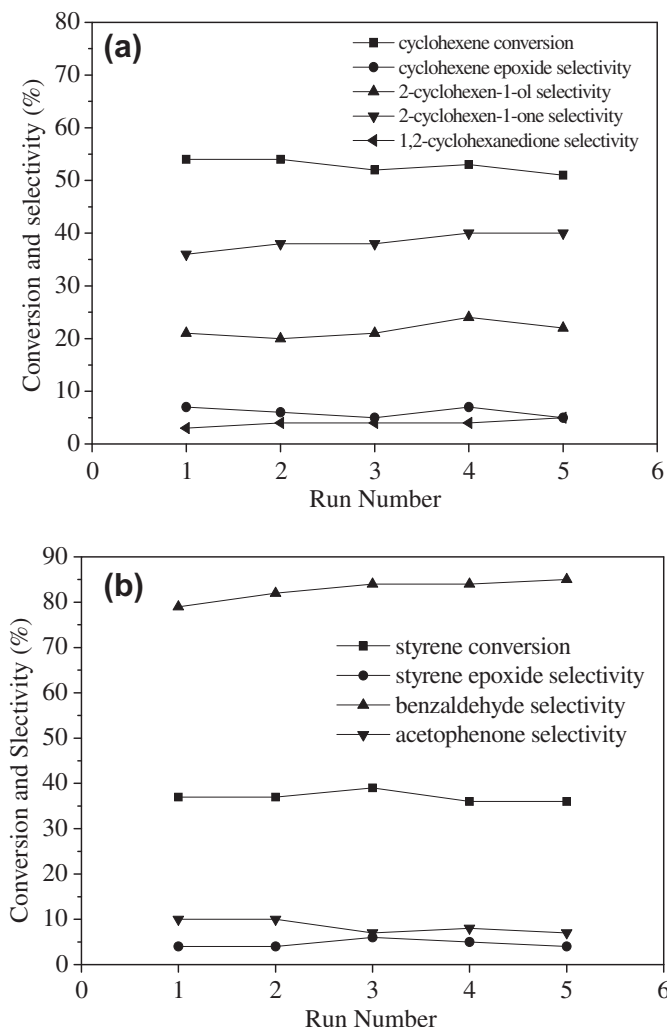 (a)
cyclohexene conversion
cyclohexene epoxide selectivity
2-cyclohexen-1-ol selectivity
2-cyclohexen-1-one selectivity
1,2-cyclohexanedione selectivity
Conversion and selectivity (%)
80
70
60
50
40
30
20
10
0
0 1 2 3 4 5 6
Run Number
(b)
styrene conversion
styrene epoxide selectivity
benzaldehyde selectivity
acetophenone selectivity
Conversion and Slectivity (%)
90
80
70
60
50
40
30
20
10
0
0 1 2 3 4 5 6
Run Number